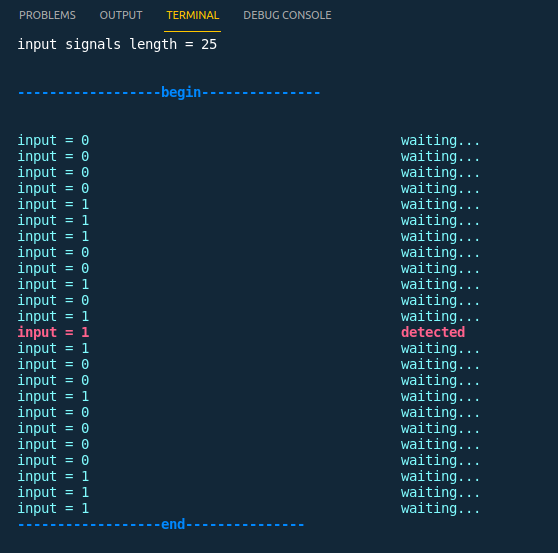 PROBLEMS OUTPUT TERMINAL DEBUG CONSOLE
input signals length = 25
------------------begin---------------
input = 0 waiting...
input = 0 waiting...
input = 0 waiting...
input = 0 waiting...
input = 1 waiting...
input = 1 waiting...
input = 1 waiting...
input = 0 waiting...
input = 0 waiting...
input = 1 waiting...
input = 0 waiting...
input = 1 waiting...
input = 1 detected
input = 1 waiting...
input = 0 waiting...
input = 0 waiting...
input = 1 waiting...
input = 0 waiting...
input = 0 waiting...
input = 0 waiting...
input = 0 waiting...
input = 1 waiting...
input = 1 waiting...
input = 1 waiting...
------------------end---------------